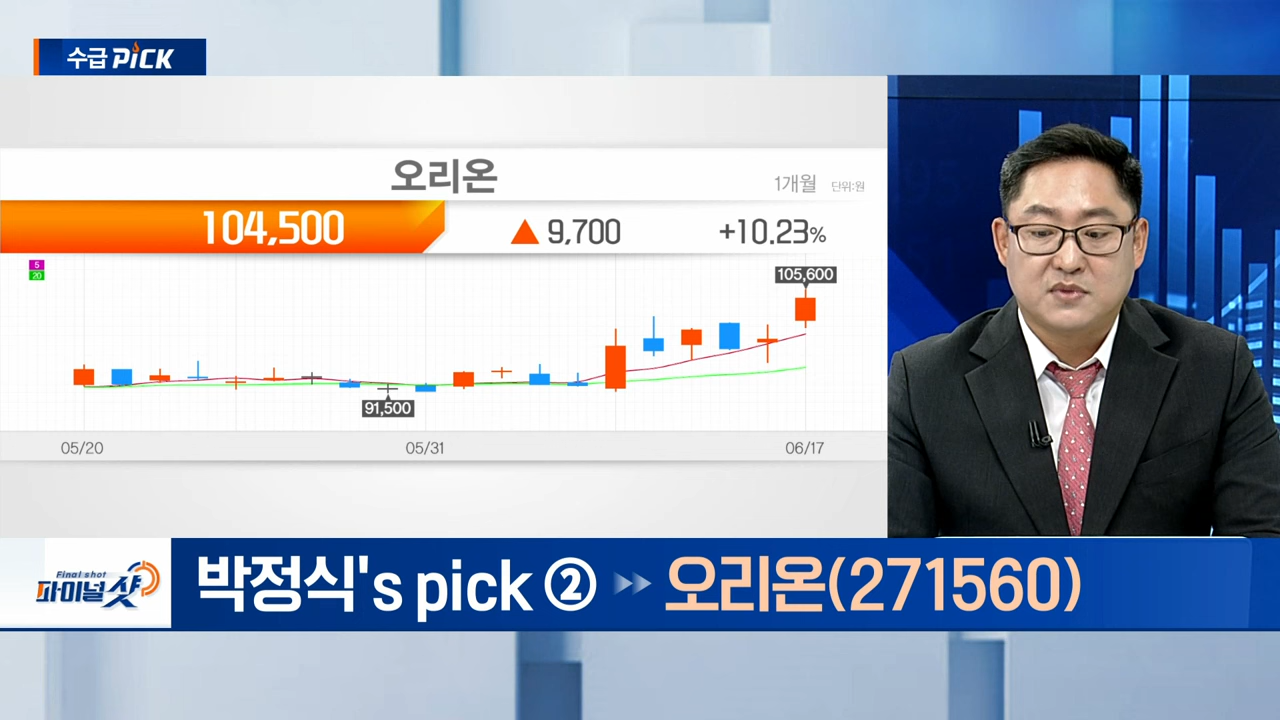 수급 PiCK
오리온
1개월 단위:원
104,500 ▲ 9,700 +10.23%
5
20
105,600
91,500
05/20 05/31 06/17
Final shot
파이널샷
박정식's pick ② 오리온(271560)